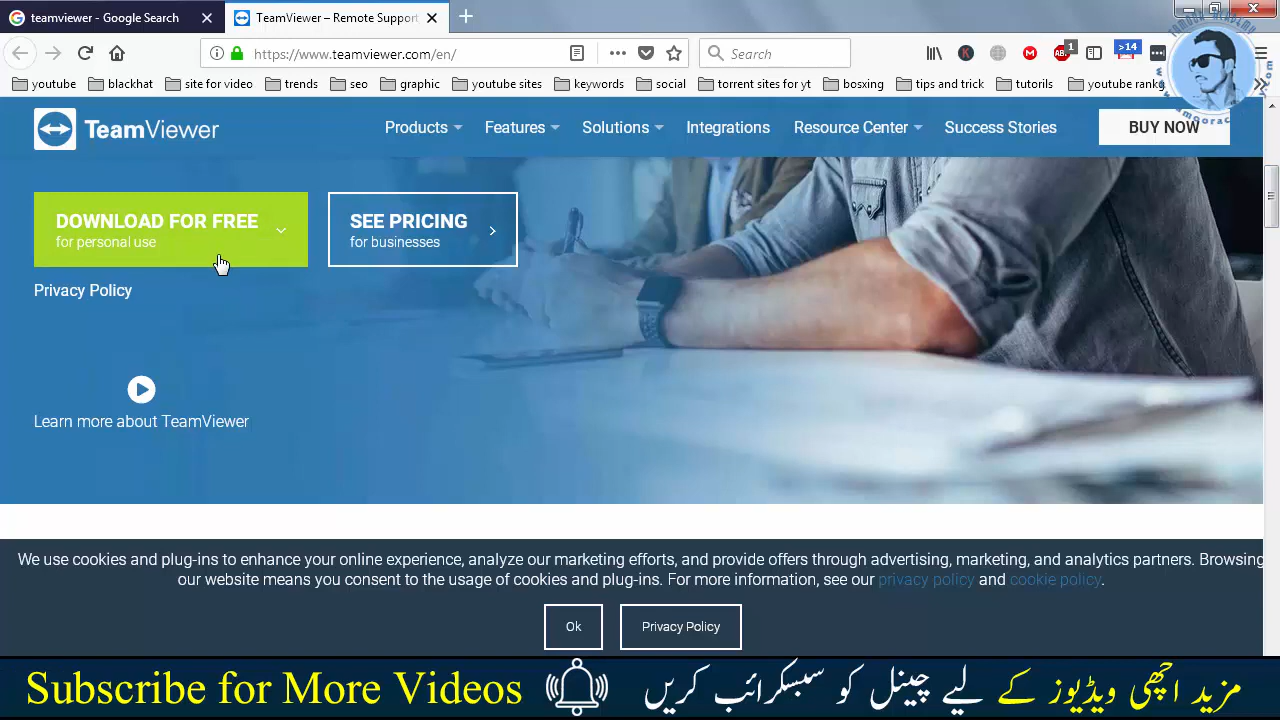 teamviewer - Google Search
TeamViewer – Remote Support
https://www.teamviewer.com/en/
Search
1
>14
youtube
blackhat
site for video
trends
seo
graphic
youtube sites
keywords
social
torrent sites for yt
bosxing
tips and trick
tutorils
youtube rank
TeamViewer
Products
Features
Solutions
Integrations
Resource Center
Success Stories
BUY NOW
DOWNLOAD FOR FREE
for personal use
SEE PRICING
for businesses
Privacy Policy
Learn more about TeamViewer
We use cookies and plug-ins to enhance your online experience, analyze our marketing efforts, and provide offers through advertising, marketing, and analytics partners. Browsing
our website means you consent to the usage of cookies and plug-ins. For more information, see our privacy policy and cookie policy.
Ok
Privacy Policy
Subscribe for More Videos
مزید اچھی ویڈیوز کے لیے چینل کو سبسکرائب کریں